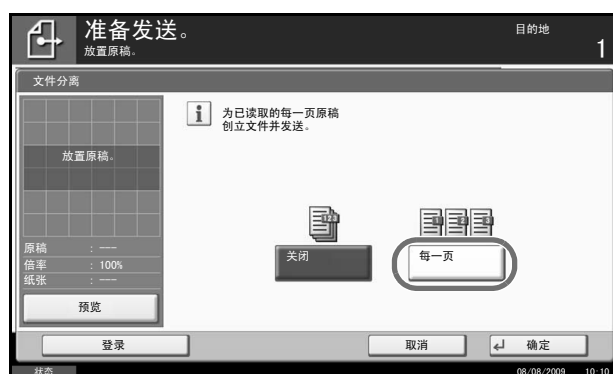 准备发送。
放置原稿。
目的地
1
文件分离
为已读取的每一页原稿
创立文件并发送。
放置原稿。
关闭
每一页
原稿 : ---
倍率 : 100%
纸张 : ---
预览
登录
取消
确定
状态
08/08/2009 10:10